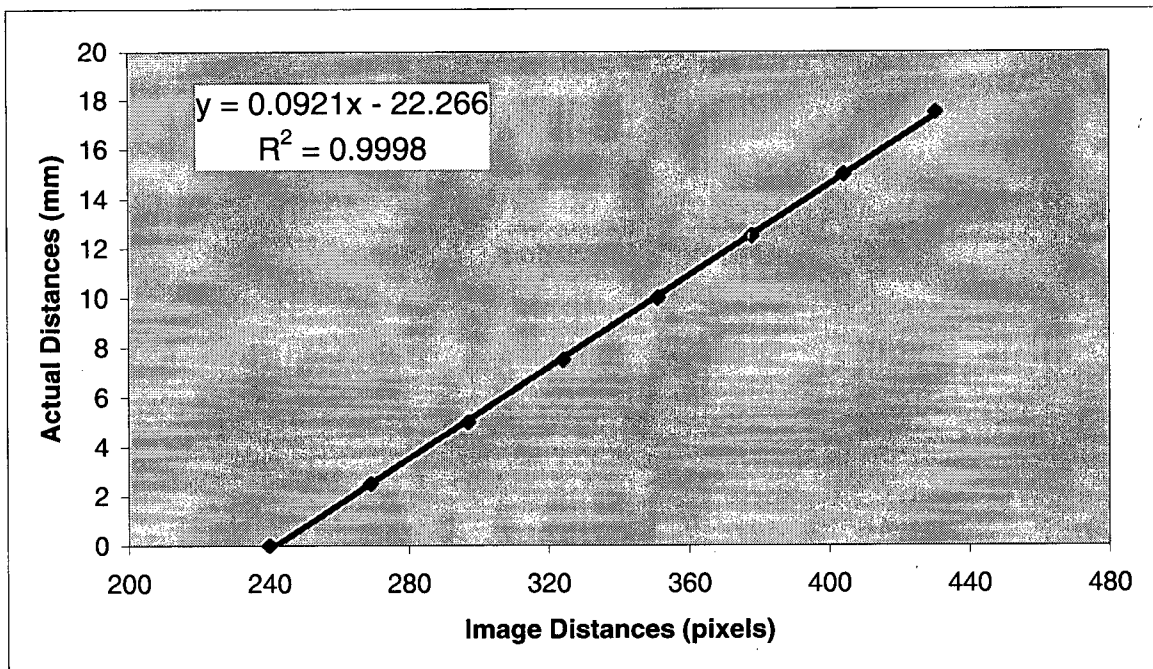 20
18
16
14
12
10
8
6
4
2
0
y = 0.0921x - 22.266
R² = 0.9998
Actual Distances (mm)
200 240 280 320 360 400 440 480
Image Distances (pixels)